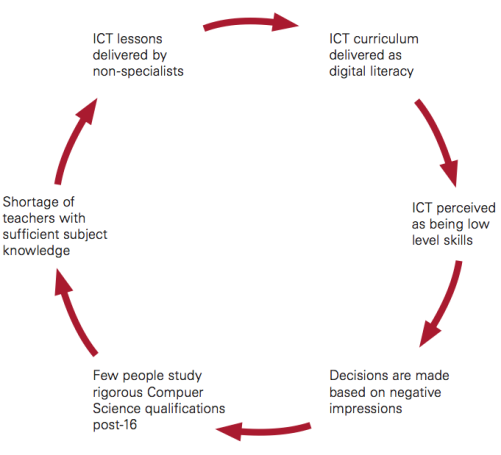 ICT lessons
delivered by
non-specialists
ICT curriculum
delivered as
digital literacy
ICT perceived
as being low
level skills
Decisions are made
based on negative
impressions
Few people study
rigorous Compuer
Science qualifications
post-16
Shortage of
teachers with
sufficient subject
knowledge